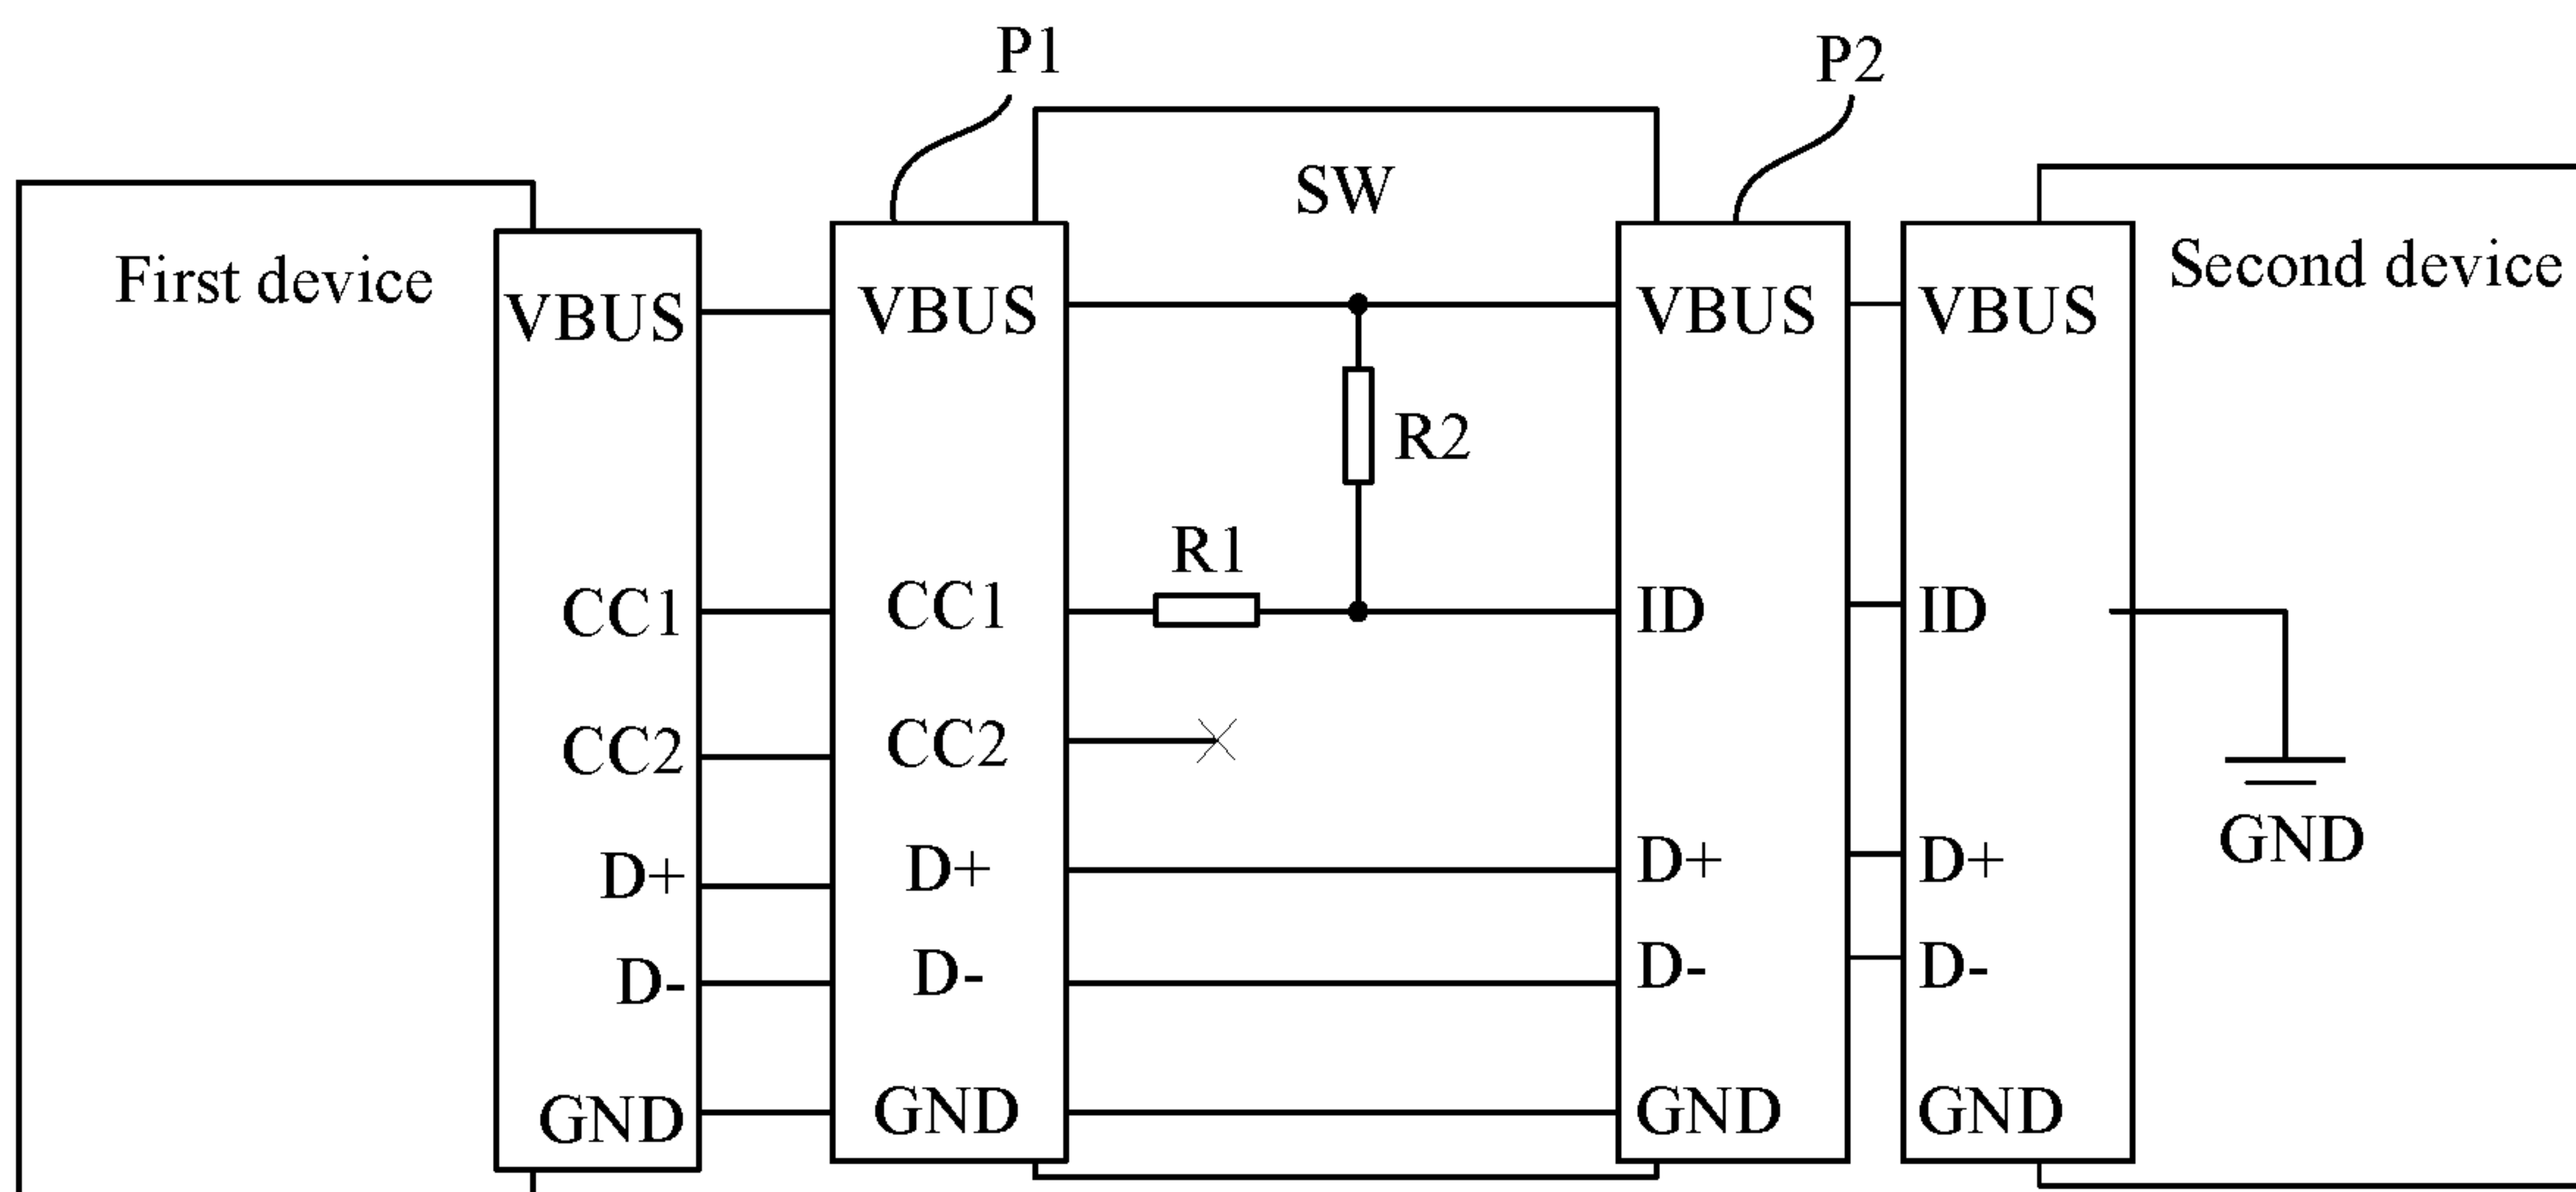 P1
P2
SW
First device
Second device
VBUS
VBUS
VBUS
VBUS
R2
R1
CC1
CC1
ID
ID
CC2
CC2
D+
D+
D+
D+
GND
D-
D-
D-
D-
GND
GND
GND
GND